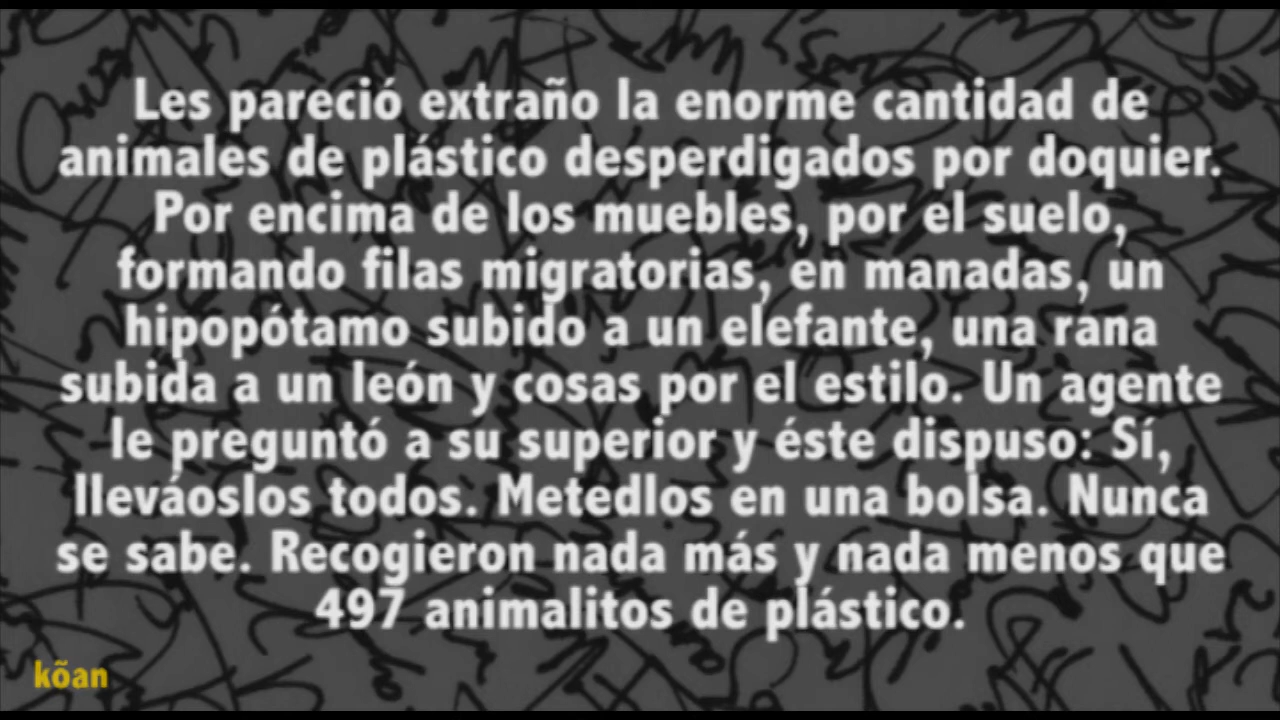 Les pareció extraño la enorme cantidad de
animales de plástico desperdigados por doquier.
Por encima de los muebles, por el suelo,
formando filas migratorias, en manadas, un
hipopótamo subido a un elefante, una rana
subida a un león y cosas por el estilo. Un agente
le preguntó a su superior y éste dispuso: Sí,
lleváoslos todos. Metedlos en una bolsa. Nunca
se sabe. Recogieron nada más y nada menos que
497 animalitos de plástico.
kõan